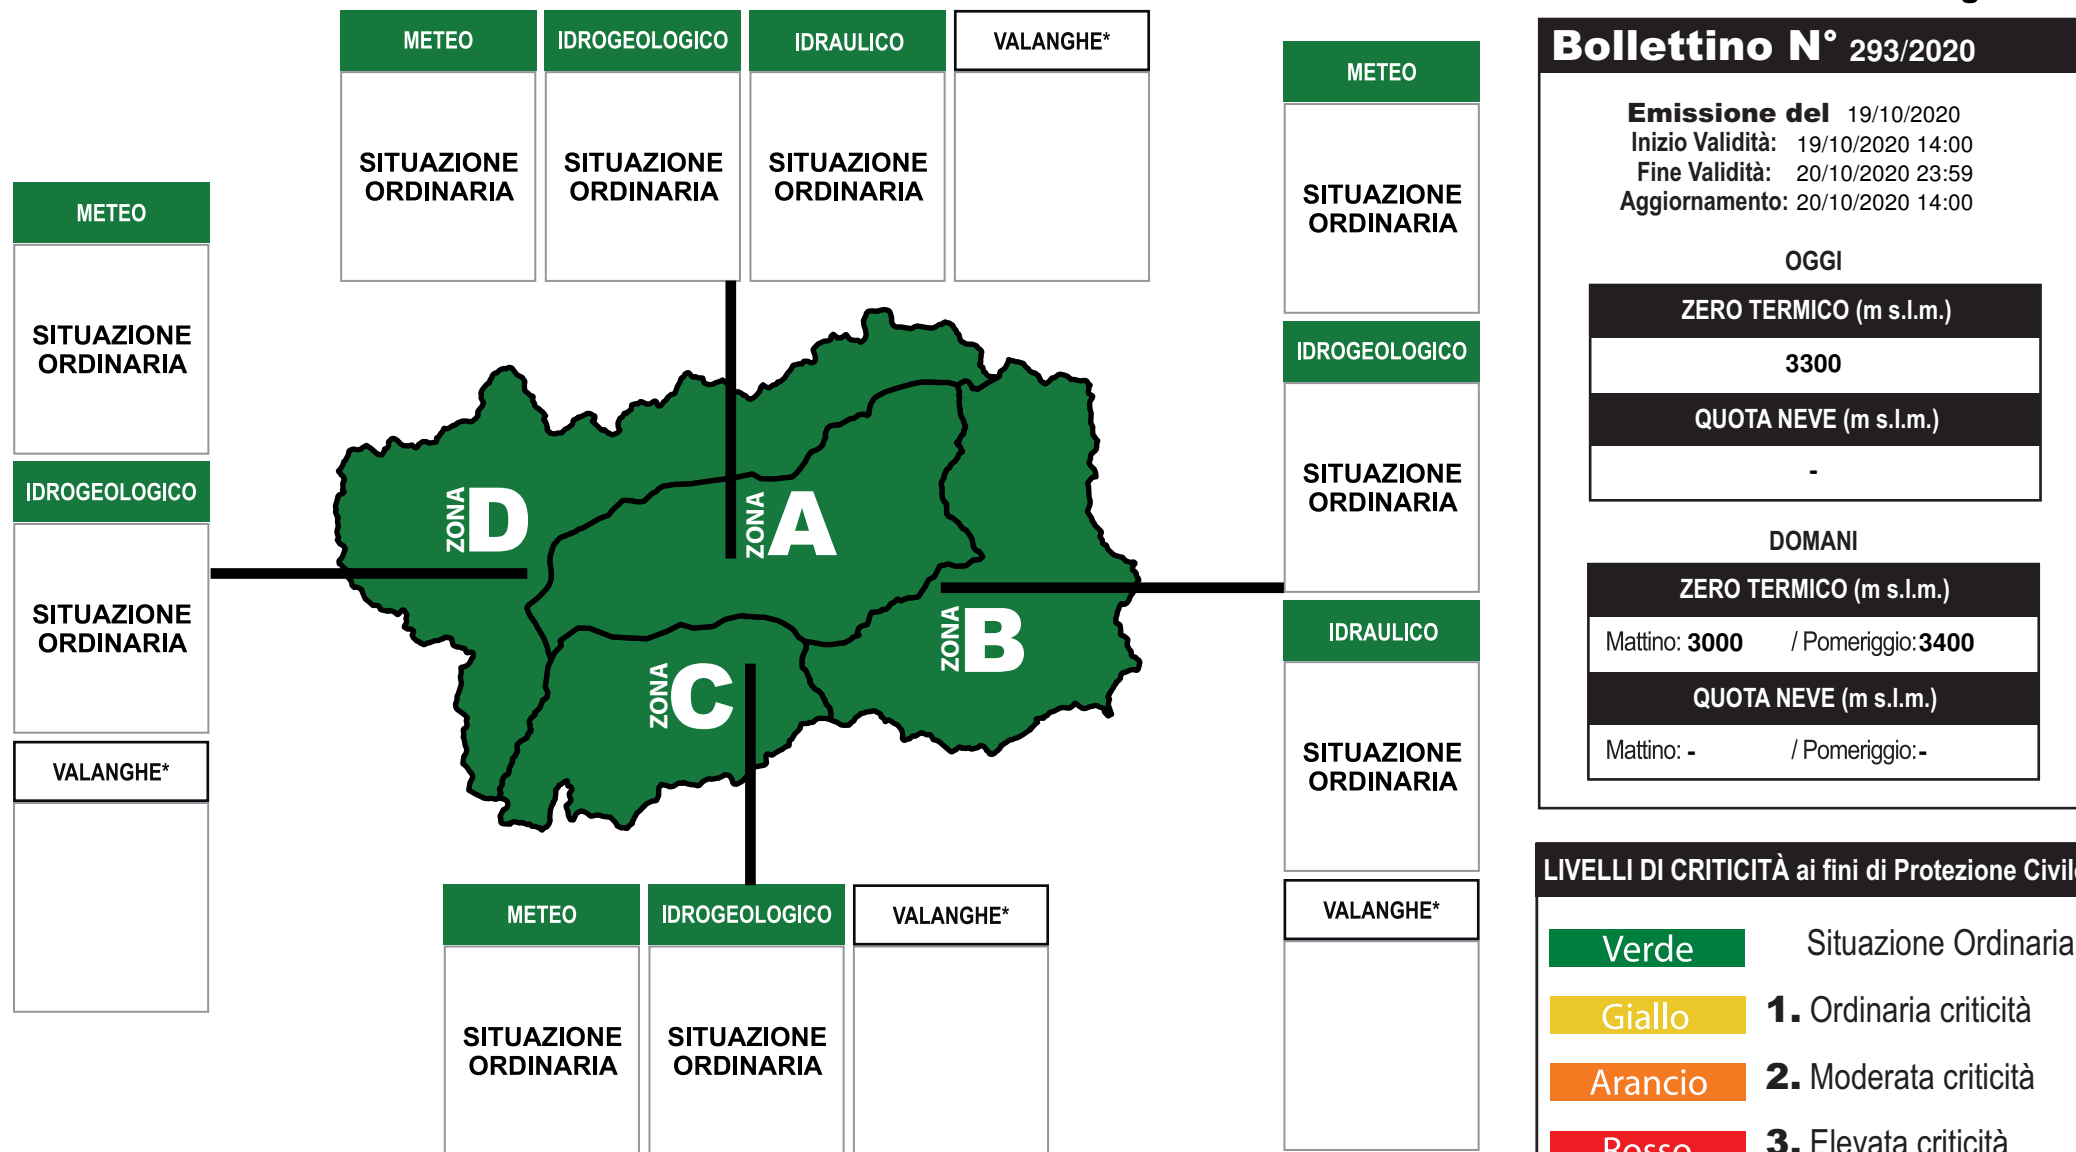 METEO
IDROGEOLOGICO
IDRAULICO
VALANGHE*
SITUAZIONE
ORDINARIA
SITUAZIONE
ORDINARIA
SITUAZIONE
ORDINARIA
METEO
SITUAZIONE
ORDINARIA
IDROGEOLOGICO
SITUAZIONE
ORDINARIA
VALANGHE*
ZONA D
ZONA A
ZONA B
ZONA C
METEO
SITUAZIONE
ORDINARIA
IDROGEOLOGICO
SITUAZIONE
ORDINARIA
IDRAULICO
SITUAZIONE
ORDINARIA
VALANGHE*
METEO
IDROGEOLOGICO
VALANGHE*
SITUAZIONE
ORDINARIA
SITUAZIONE
ORDINARIA
Bollettino N° 293/2020
Emissione del 19/10/2020
Inizio Validità: 19/10/2020 14:00
Fine Validità: 20/10/2020 23:59
Aggiornamento: 20/10/2020 14:00
OGGI
ZERO TERMICO (m s.l.m.)
3300
QUOTA NEVE (m s.l.m.)
-
DOMANI
ZERO TERMICO (m s.l.m.)
Mattino: 3000 / Pomeriggio: 3400
QUOTA NEVE (m s.l.m.)
Mattino: - / Pomeriggio: -
LIVELLI DI CRITICITÀ ai fini di Protezione Civile
Verde Situazione Ordinaria
Giallo 1. Ordinaria criticità
Arancio 2. Moderata criticità
Rosso 3. Elevata criticità